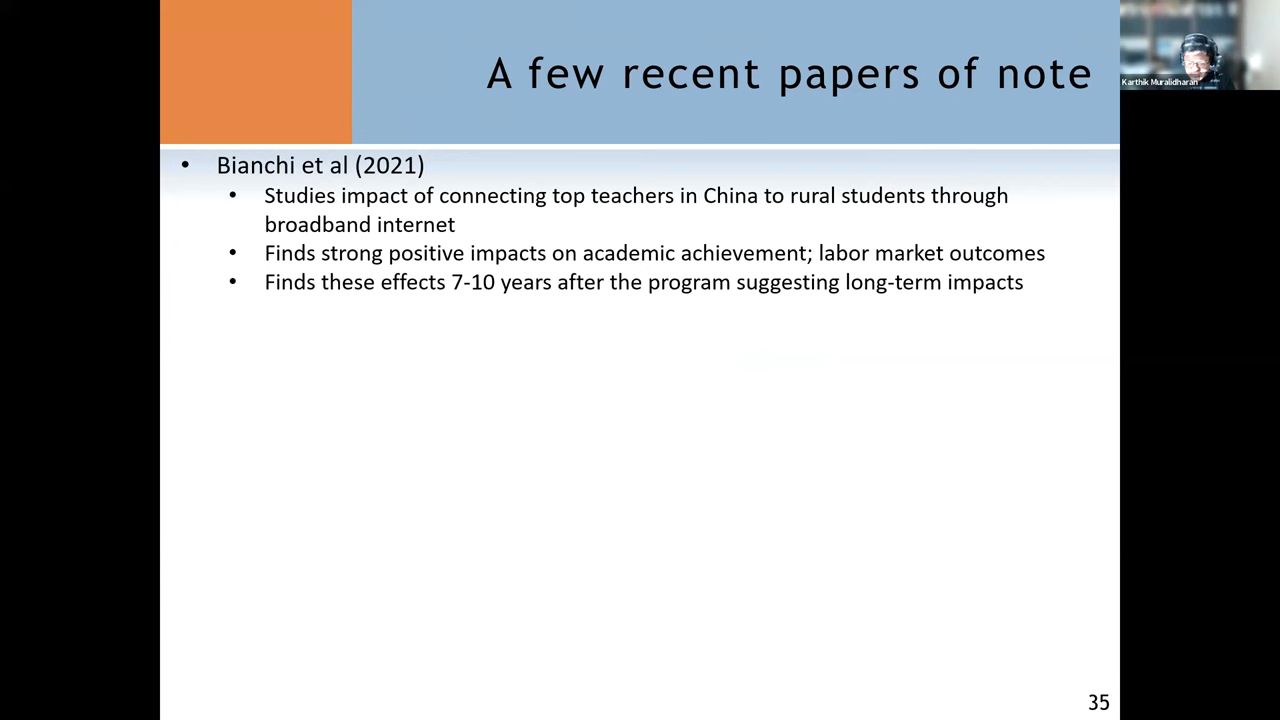 A few recent papers of note
Karthik Muralidharan
• Bianchi et al (2021)
• Studies impact of connecting top teachers in China to rural students through
broadband internet
• Finds strong positive impacts on academic achievement; labor market outcomes
• Finds these effects 7-10 years after the program suggesting long-term impacts
35